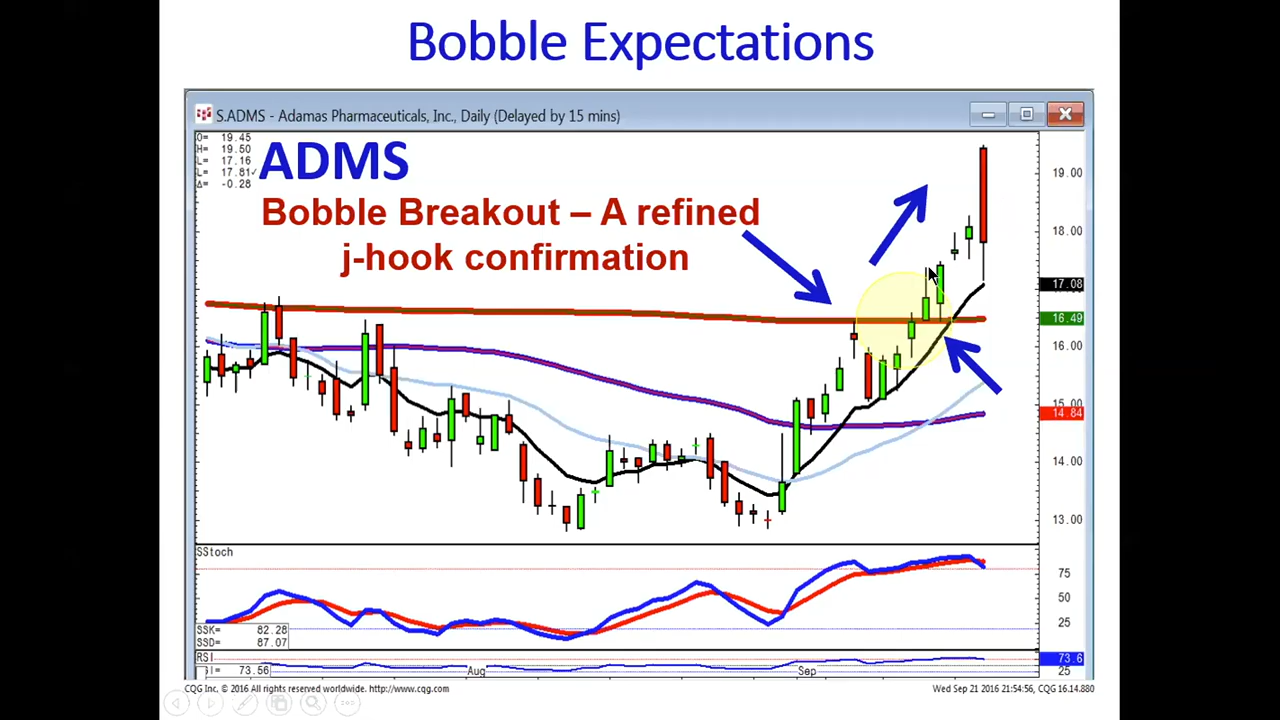 Bobble Expectations
S.ADMS - Adamas Pharmaceuticals, Inc., Daily (Delayed by 15 mins)
O= 19.45
H= 19.50
L= 17.16
L= 17.81
Δ= -0.28
ADMS
Bobble Breakout – A refined
j-hook confirmation
19.00
18.00
17.08
16.49
16.00
15.00
14.84
14.00
13.00
SStoch
75
50
25
SSK= 82.28
SSD= 87.07
RSI
73.56
Aug
Sep
73.6
25
CQG Inc. © 2016 All rights reserved worldwide. http://www.cqg.com
Wed Sep 21 2016 21:54:56, CQG 16.14.880